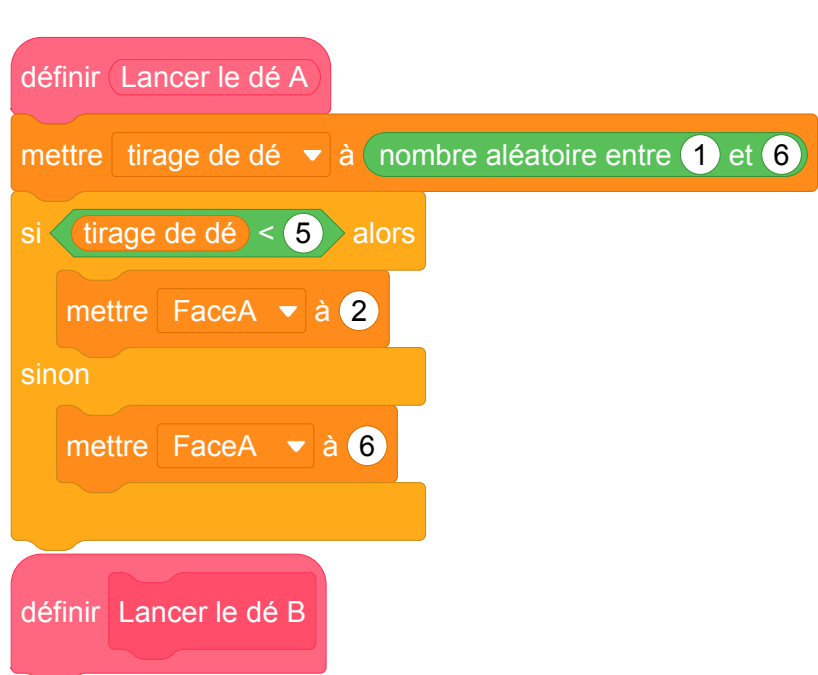 définir Lancer le dé A
mettre tirage de dé à nombre aléatoire entre 1 et 6
si tirage de dé < 5 alors
mettre FaceA à 2
sinon
mettre FaceA à 6
définir Lancer le dé B